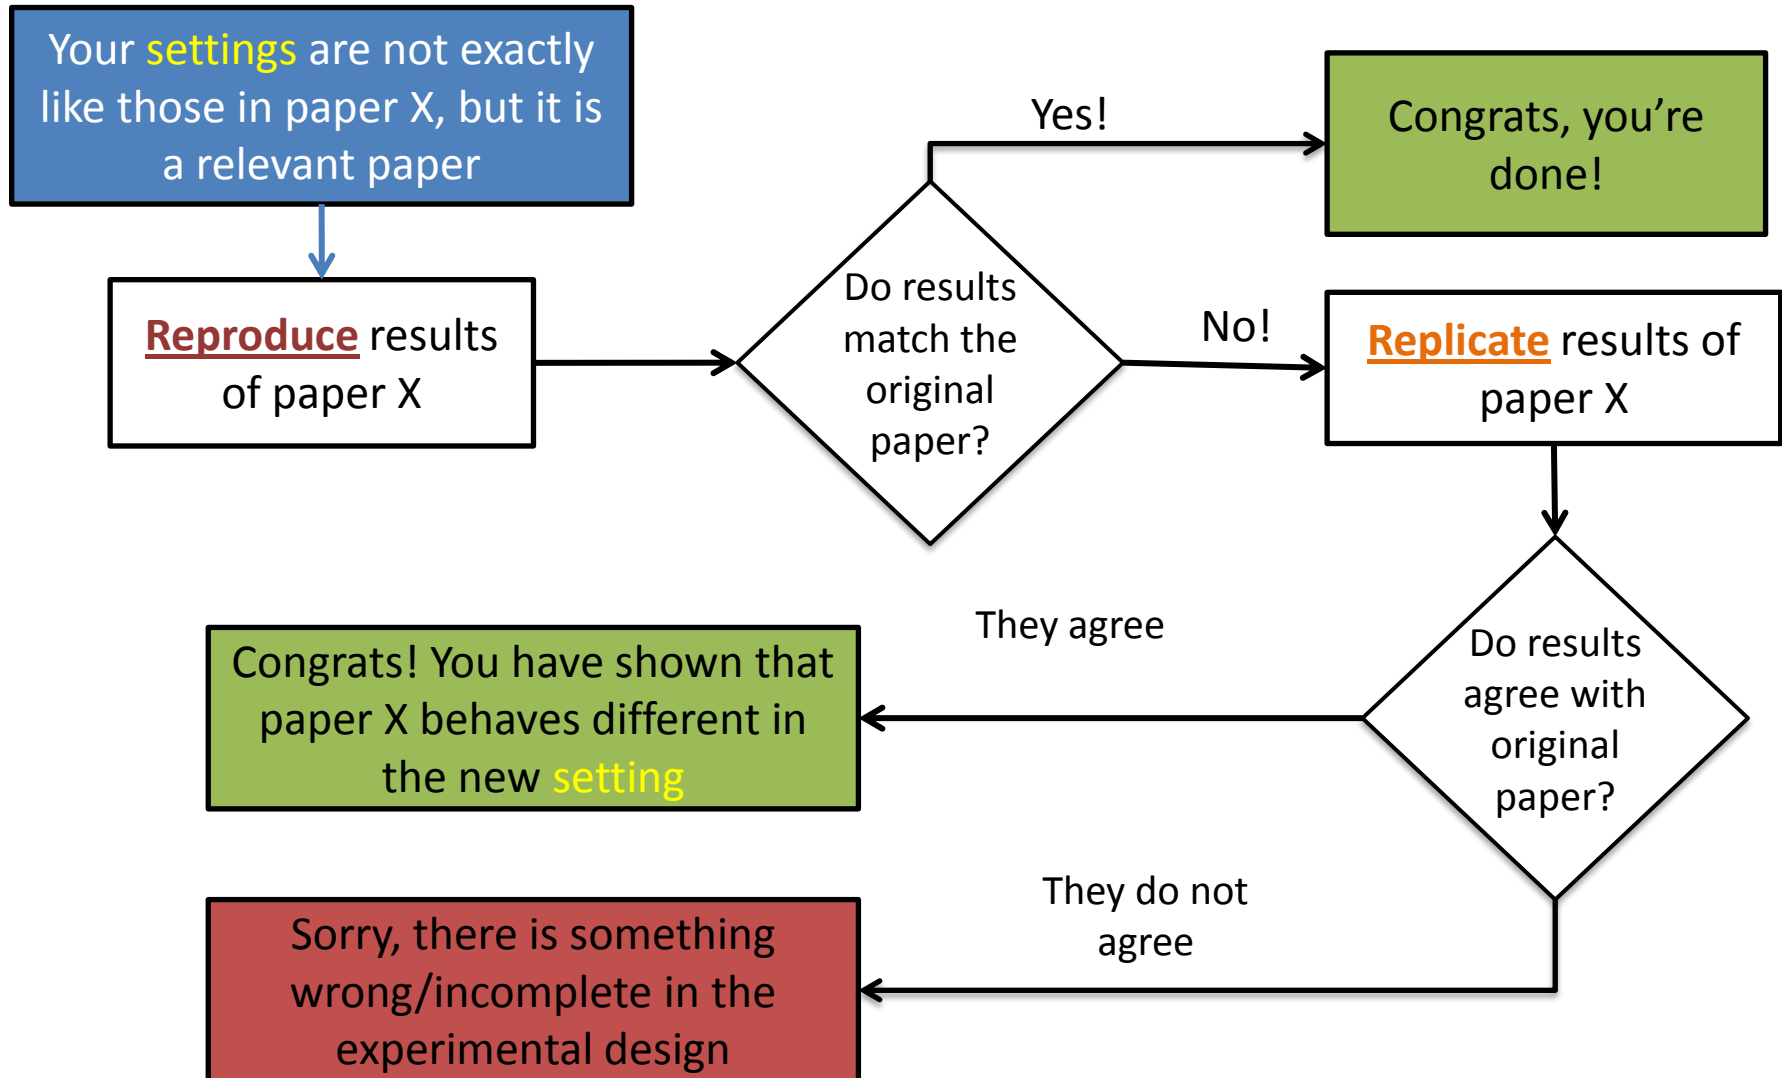 Your settings are not exactly
like those in paper X, but it is
a relevant paper
Reproduce results
of paper X
Do results
match the
original
paper?
Yes!
Congrats, you’re
done!
No!
Replicate results of
paper X
Do results
agree with
original
paper?
They agree
Congrats! You have shown that
paper X behaves different in
the new setting
They do not
agree
Sorry, there is something
wrong/incomplete in the
experimental design